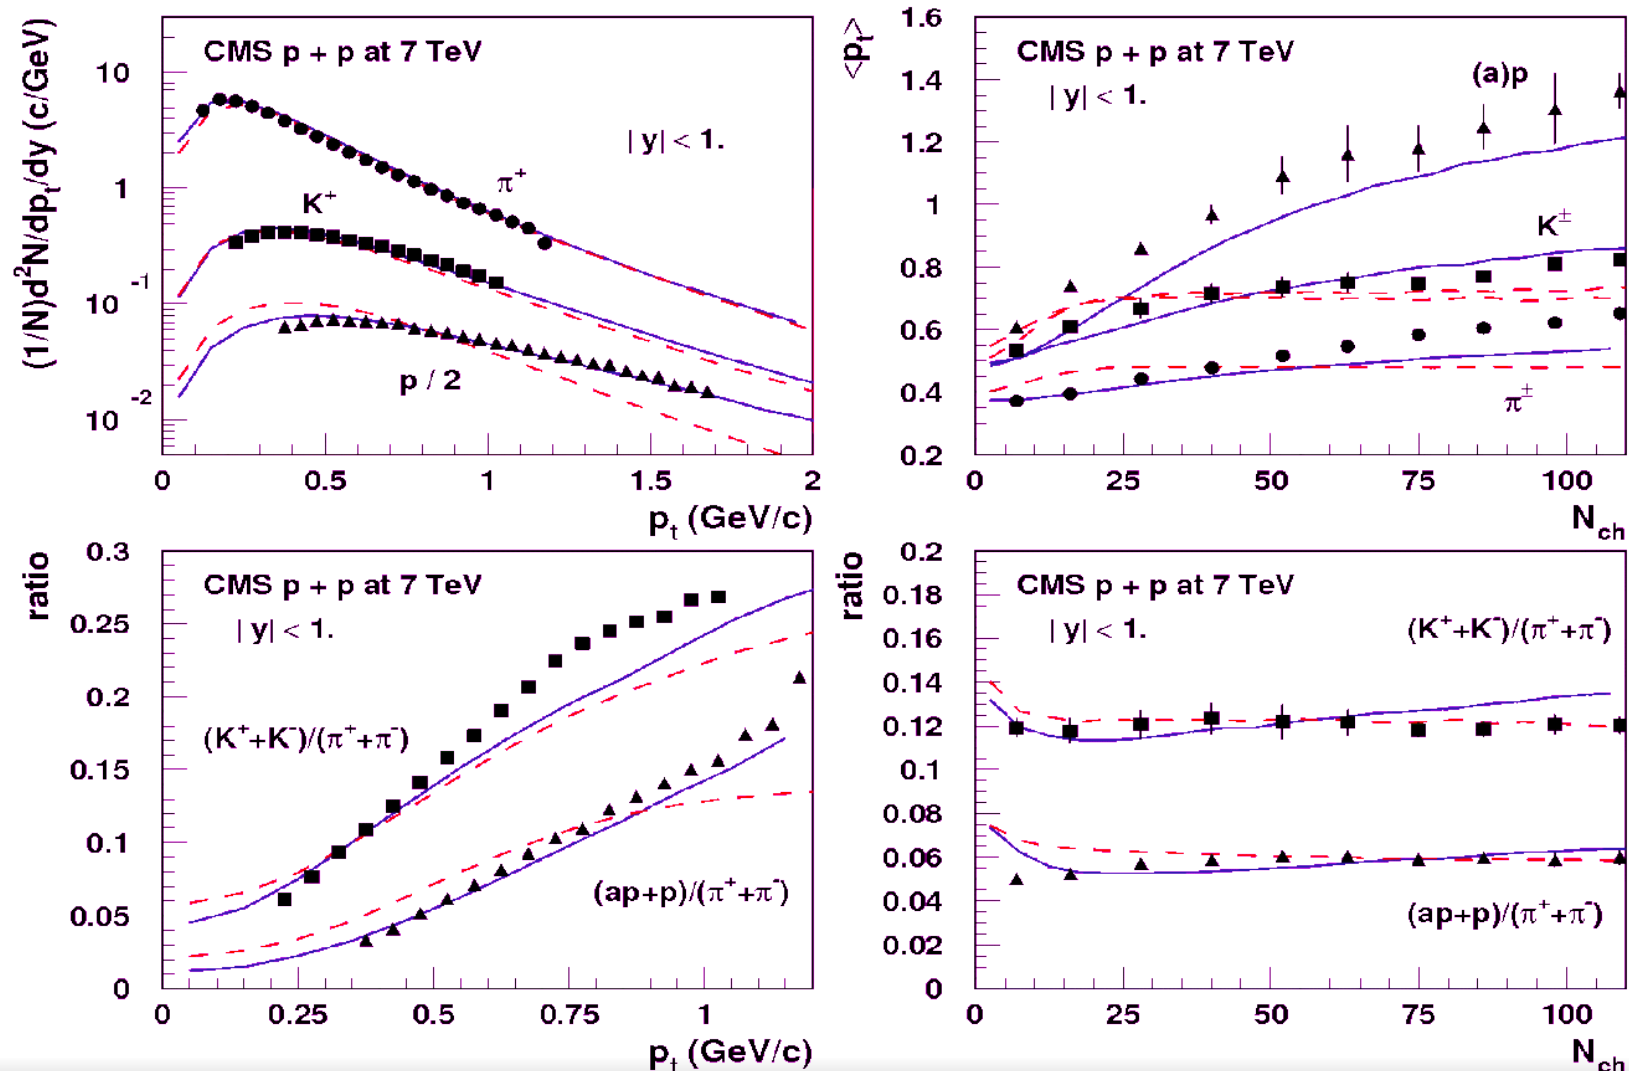 (1/N)d²N/dpₜ/dy (c/GeV)
CMS p + p at 7 TeV
| y| < 1.
π⁺
K⁺
p / 2
10
1
10⁻¹
10⁻²
0 0.5 1 1.5 2
pₜ (GeV/c)
<pₜ>
CMS p + p at 7 TeV
| y| < 1.
(a)p
K±
π±
1.6
1.4
1.2
1
0.8
0.6
0.4
0.2
0 25 50 75 100
N_ch
ratio
CMS p + p at 7 TeV
| y| < 1.
(K⁺+K⁻)/(π⁺+π⁻)
(ap+p)/(π⁺+π⁻)
0.3
0.25
0.2
0.15
0.1
0.05
0
0 0.25 0.5 0.75 1
pₜ (GeV/c)
ratio
CMS p + p at 7 TeV
| y| < 1.
(K⁺+K⁻)/(π⁺+π⁻)
(ap+p)/(π⁺+π⁻)
0.2
0.18
0.16
0.14
0.12
0.1
0.08
0.06
0.04
0.02
0
0 25 50 75 100
N_ch